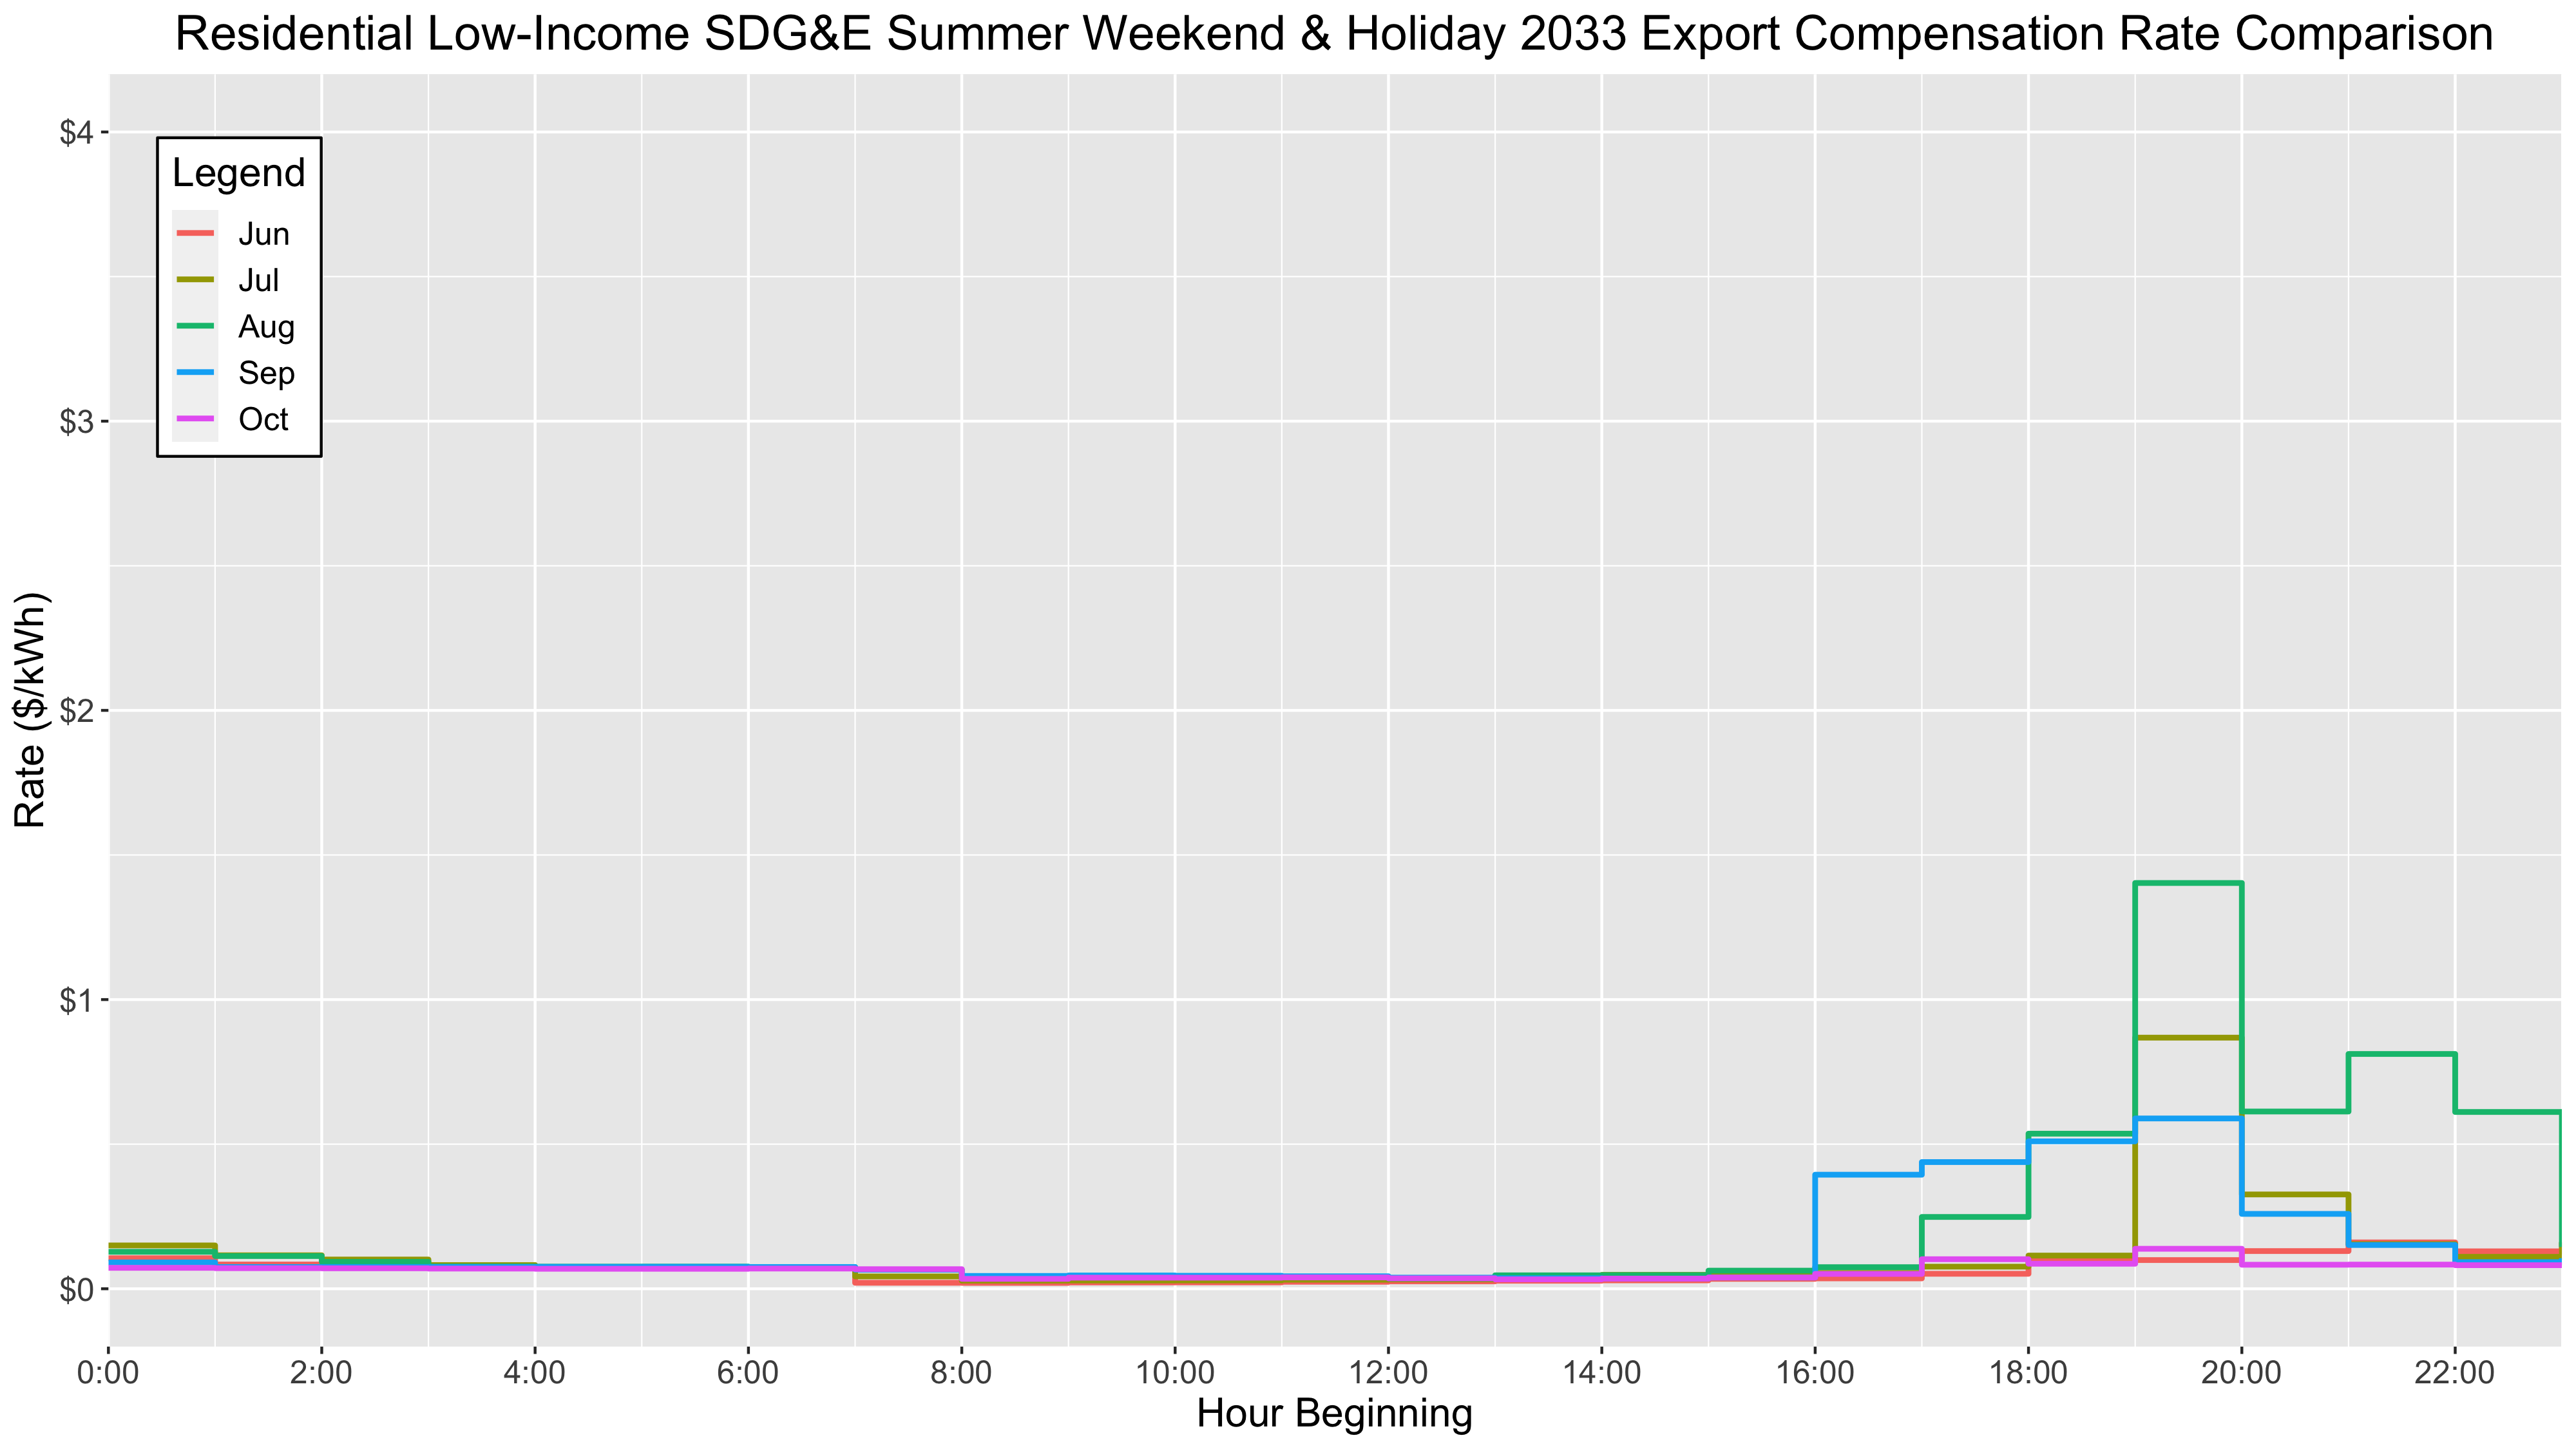 Residential Low-Income SDG&E Summer Weekend & Holiday 2033 Export Compensation Rate Comparison
$4
Legend
Jun
Jul
Aug
Sep
Oct
$3
Rate ($/kWh)
$2
$1
$0
0:00 2:00 4:00 6:00 8:00 10:00 12:00 14:00 16:00 18:00 20:00 22:00
Hour Beginning